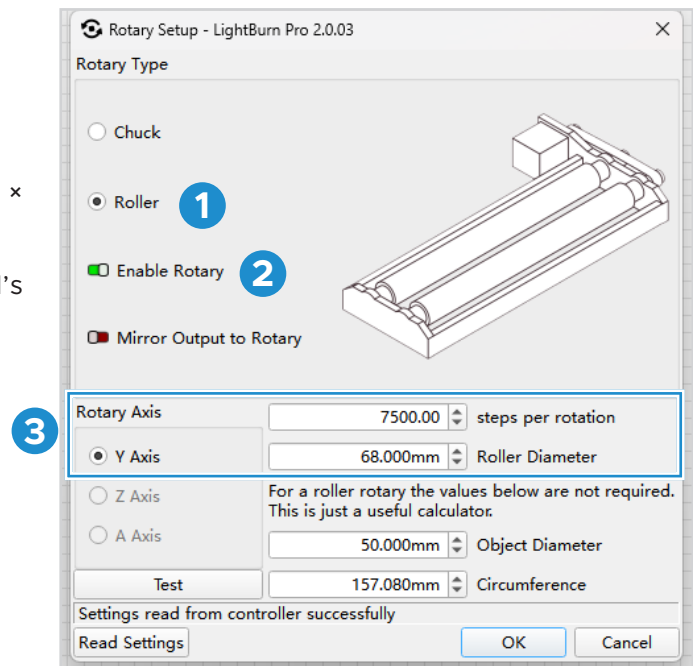 Rotary Setup - LightBurn Pro 2.0.03
Rotary Type
Chuck
×
Roller 1
's
Enable Rotary 2
Mirror Output to Rotary
3
Rotary Axis 7500.00 steps per rotation
Y Axis 68.000mm Roller Diameter
Z Axis For a roller rotary the values below are not required.
This is just a useful calculator.
A Axis
50.000mm Object Diameter
Test 157.080mm Circumference
Settings read from controller successfully
Read Settings OK Cancel